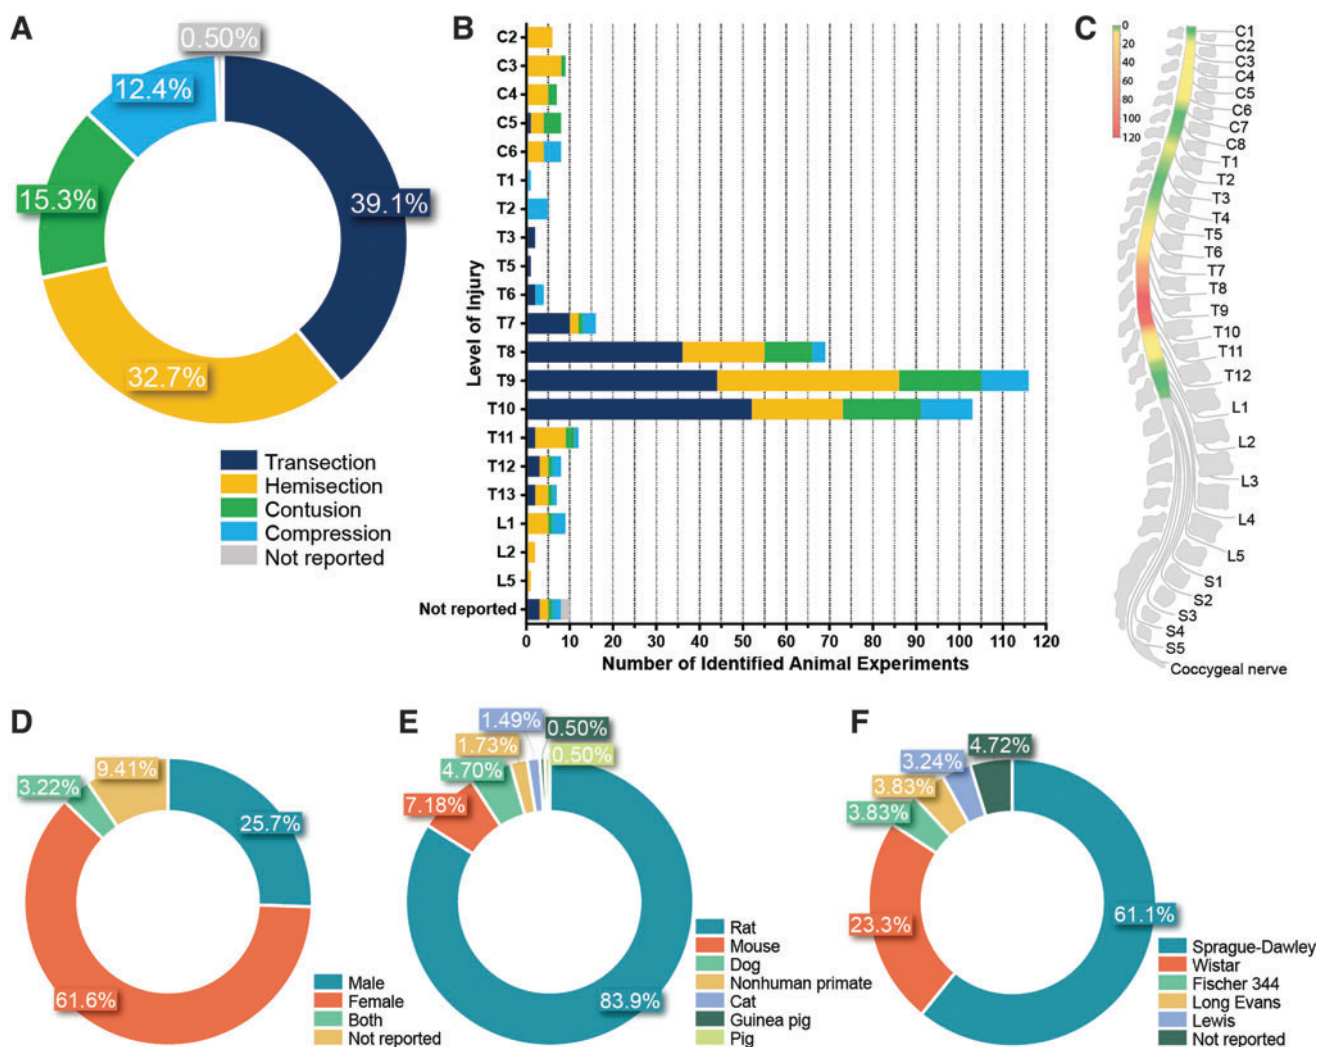 A
0.50%
12.4%
15.3%
39.1%
32.7%
Transection
Hemisection
Contusion
Compression
Not reported
B
Level of Injury
C2
C3
C4
C5
C6
T1
T2
T3
T5
T6
T7
T8
T9
T10
T11
T12
T13
L1
L2
L5
Not reported
0 10 20 30 40 50 60 70 80 90 100 110 120
Number of Identified Animal Experiments
C
0
20
40
60
80
100
120
C1
C2
C3
C4
C5
C6
C7
C8
T1
T2
T3
T4
T5
T6
T7
T8
T9
T10
T11
T12
L1
L2
L3
L4
L5
S1
S2
S3
S4
S5
Coccygeal nerve
D
9.41%
3.22%
25.7%
61.6%
Male
Female
Both
Not reported
E
1.49%
0.50%
1.73%
0.50%
4.70%
7.18%
83.9%
Rat
Mouse
Dog
Nonhuman primate
Cat
Guinea pig
Pig
F
4.72%
3.24%
3.83%
3.83%
23.3%
61.1%
Sprague-Dawley
Wistar
Fischer 344
Long Evans
Lewis
Not reported